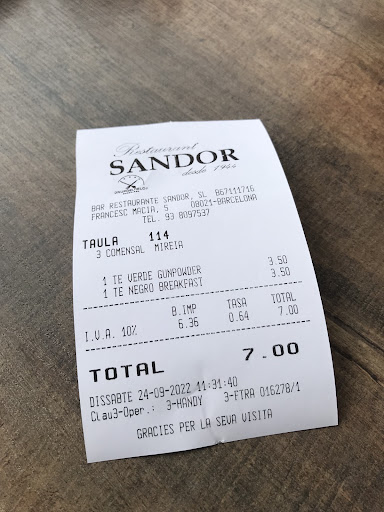 Restaurant
SANDOR
desde 1944
BAR RESTAURANTE SANDOR, SL B67111716
FRANCESC MACIA, 5 08021-BARCELONA
TEL. 93 8097537
TAULA 114
3 COMENSAL MIREIA
1 TE VERDE GUNPOWDER 3.50
1 TE NEGRO BREAKFAST 3.50
B.IMP TASA TOTAL
I.V.A. 10% 6.36 0.64 7.00
TOTAL 7.00
DISSABTE 24-09-2022 11:31:40
CLau3-Oper.: 3-HANDY 3-FTRA 016278/1
GRACIES PER LA SEVA VISITA